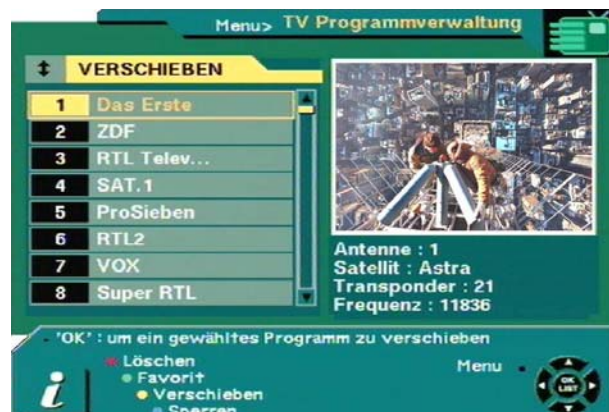 Menu> TV Programmverwaltung
VERSCHIEBEN
1 Das Erste
2 ZDF
3 RTL Telev...
4 SAT.1
5 ProSieben
6 RTL2
7 VOX
8 Super RTL
Antenne : 1
Satellit : Astra
Transponder : 21
Frequenz : 11836
'OK' : um ein gewähltes Programm zu verschieben
Löschen
Favorit
Verschieben
Sperren
Menu
OK
LIST
i